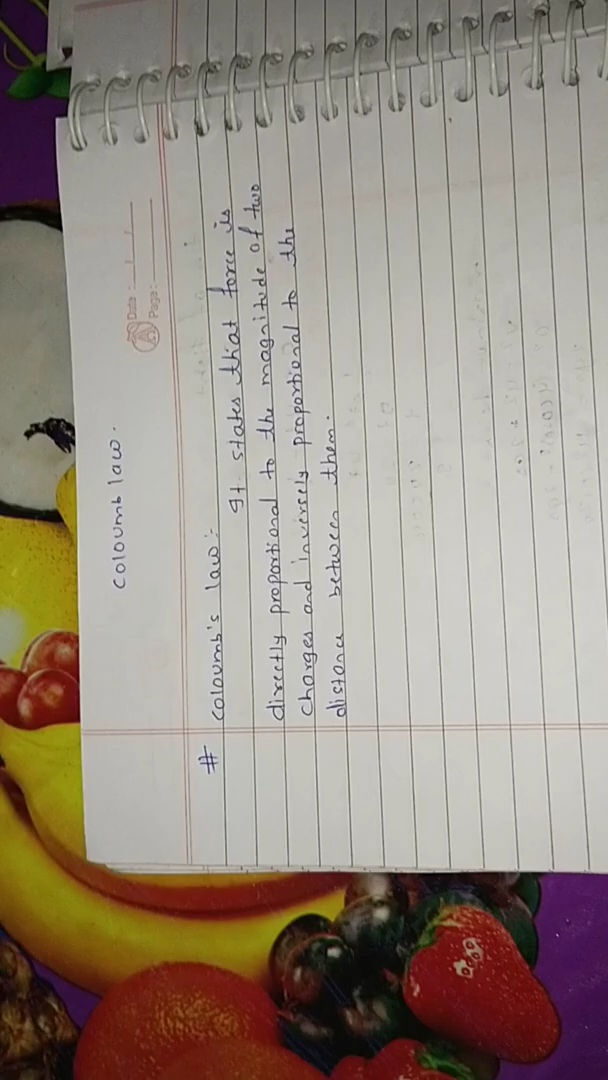 coloumb law.
Date :
Page :
# coloumb's law:-
It states that force is
directly proportional to the magnitude of two
charges and inversely proportional to the
distance between them.